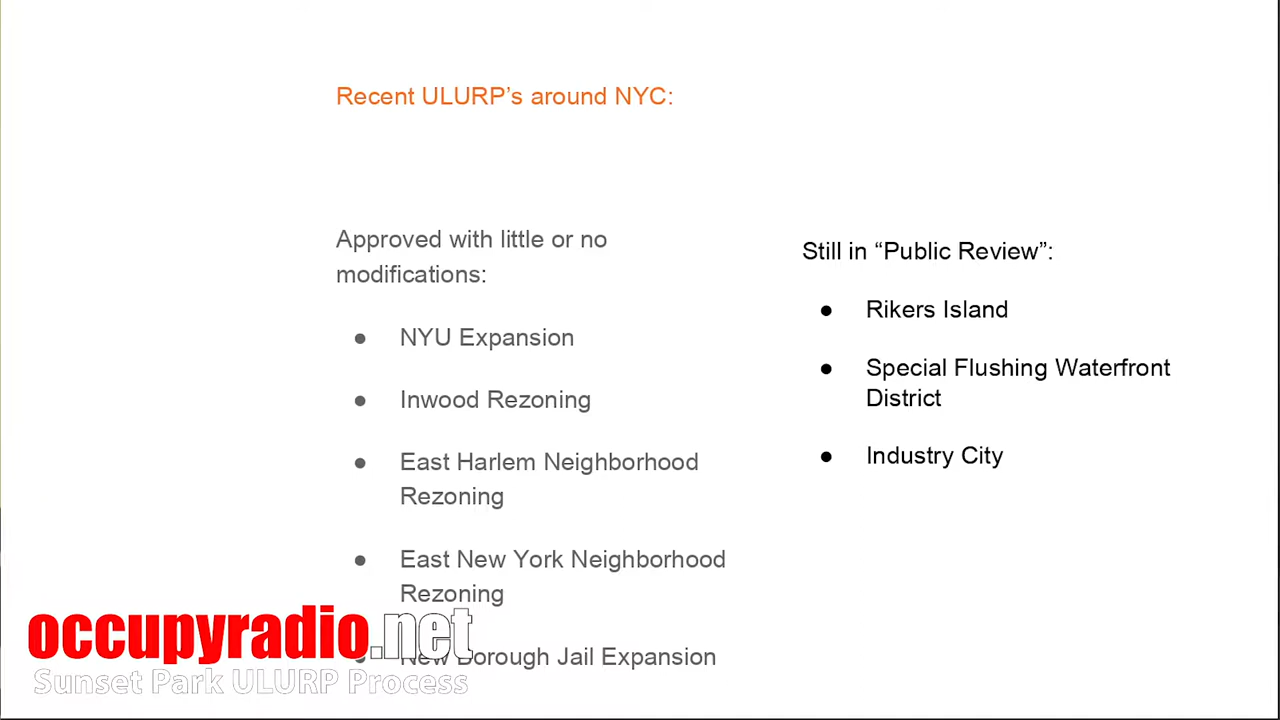 Recent ULURP’s around NYC:
Approved with little or no
modifications:
● NYU Expansion
● Inwood Rezoning
● East Harlem Neighborhood
Rezoning
● East New York Neighborhood
Rezoning
● New Borough Jail Expansion
Still in “Public Review”:
● Rikers Island
● Special Flushing Waterfront
District
● Industry City
occupyradio.net
Sunset Park ULURP Process